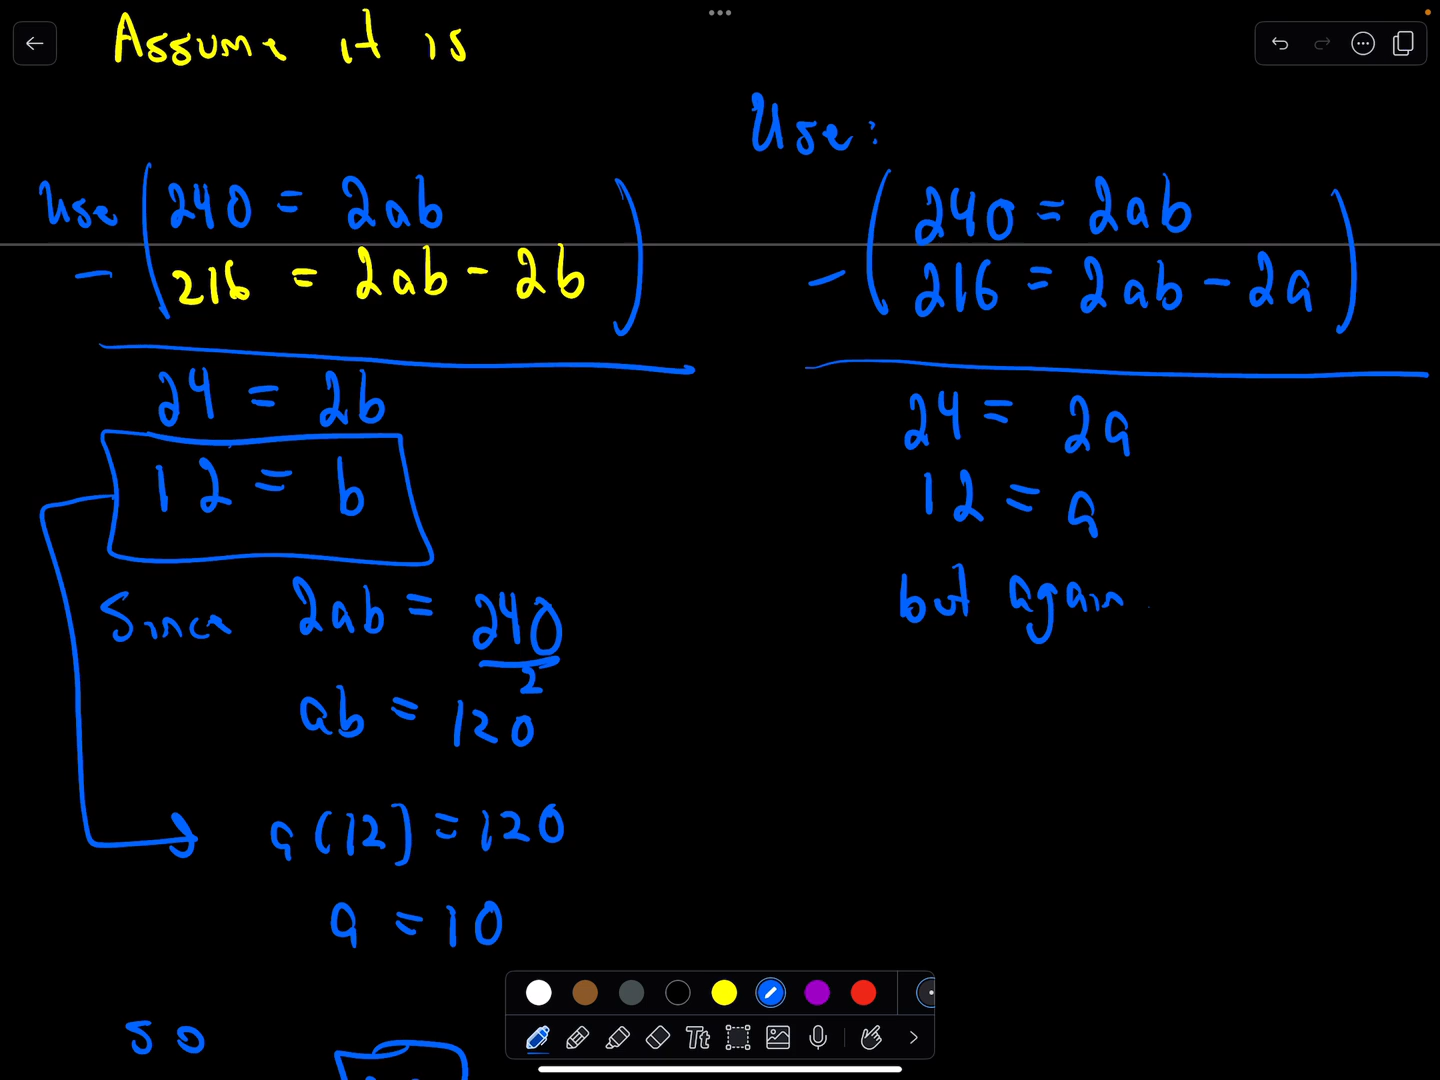 Assume it is
Use (240 = 2ab)
- (216 = 2ab - 2b)
24 = 2b
12 = b
Since 2ab = 240
2
ab = 120
a(12) = 120
a = 10
so
Use:
(240 = 2ab)
- (216 = 2ab - 2a)
24 = 2a
12 = a
but again
Tt